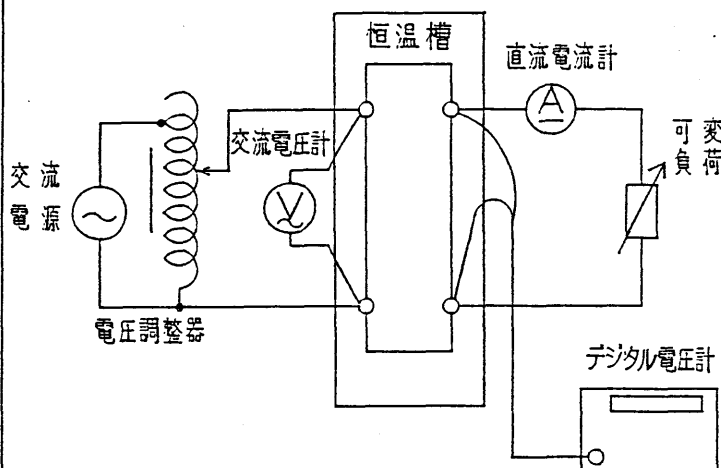 恒温槽
直流電流計
A
可変
負荷
交流電圧計
交流
電源
V
電圧調整器
デジタル電圧計